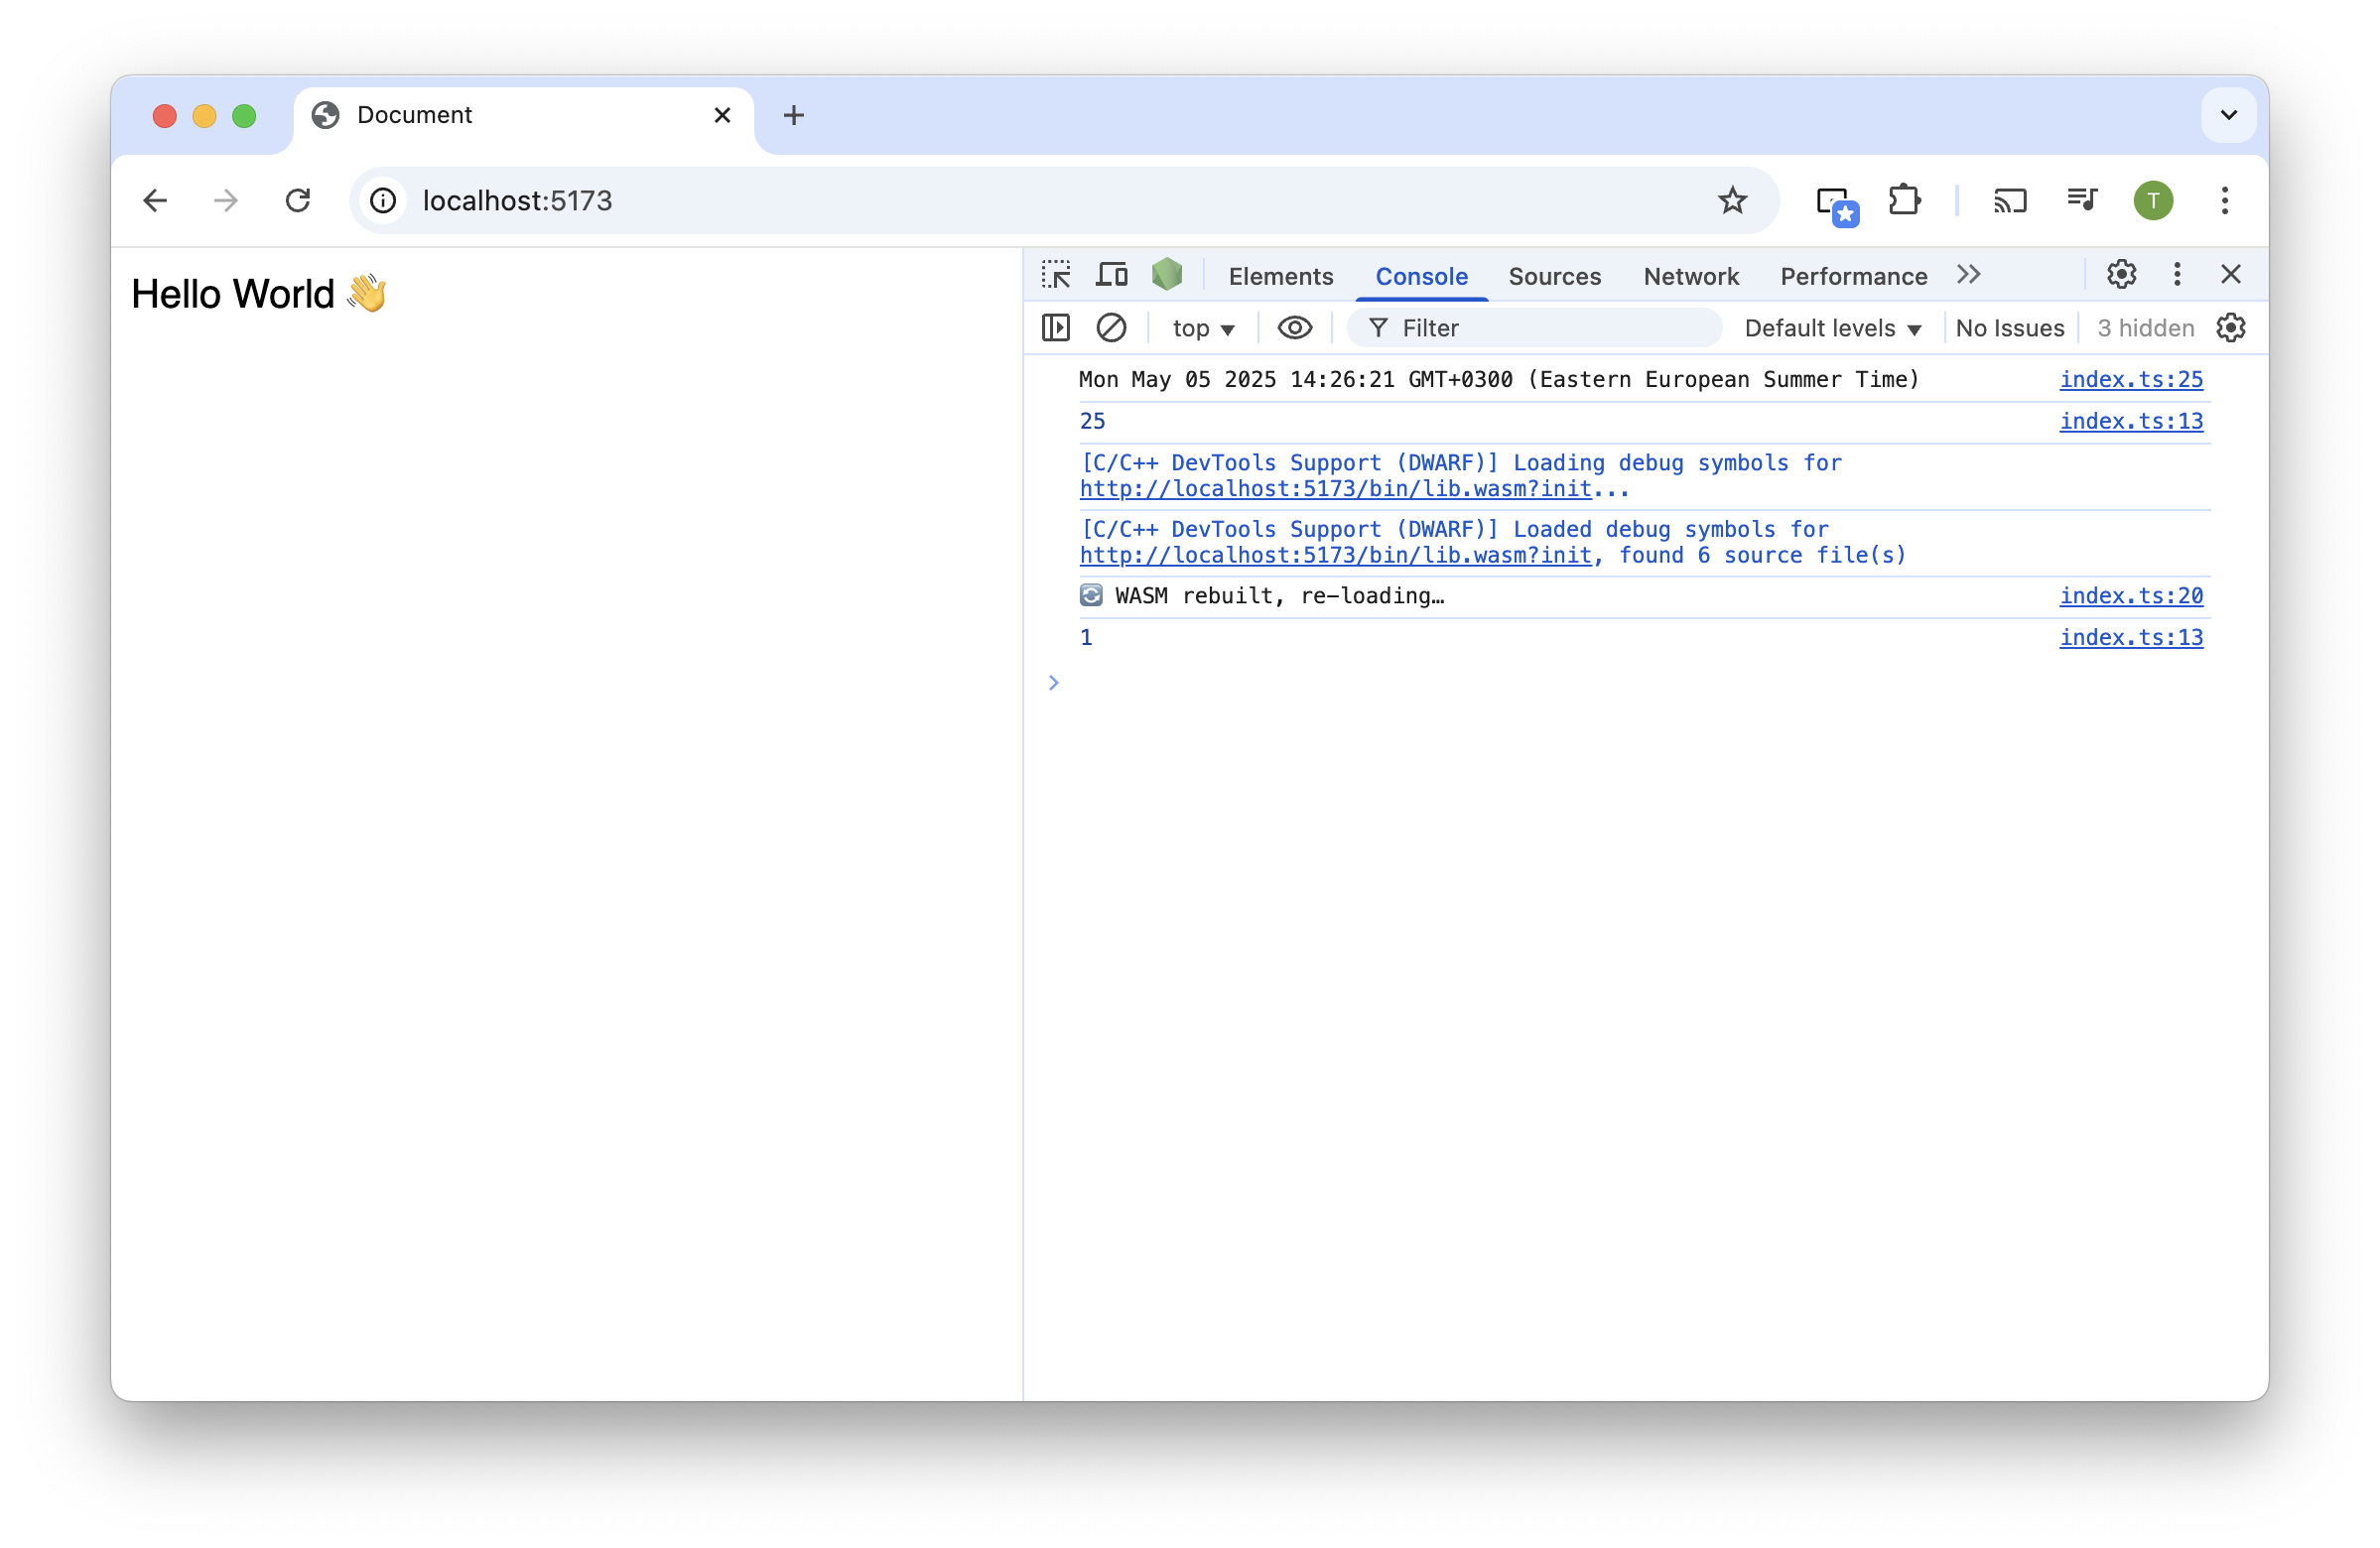 Document
localhost:5173
Hello World 👋
Elements Console Sources Network Performance
top Filter Default levels No Issues 3 hidden
Mon May 05 2025 14:26:21 GMT+0300 (Eastern European Summer Time) index.ts:25
25 index.ts:13
[C/C++ DevTools Support (DWARF)] Loading debug symbols for
http://localhost:5173/bin/lib.wasm?init...
[C/C++ DevTools Support (DWARF)] Loaded debug symbols for
http://localhost:5173/bin/lib.wasm?init, found 6 source file(s)
🔄 WASM rebuilt, re-loading… index.ts:20
1 index.ts:13
T